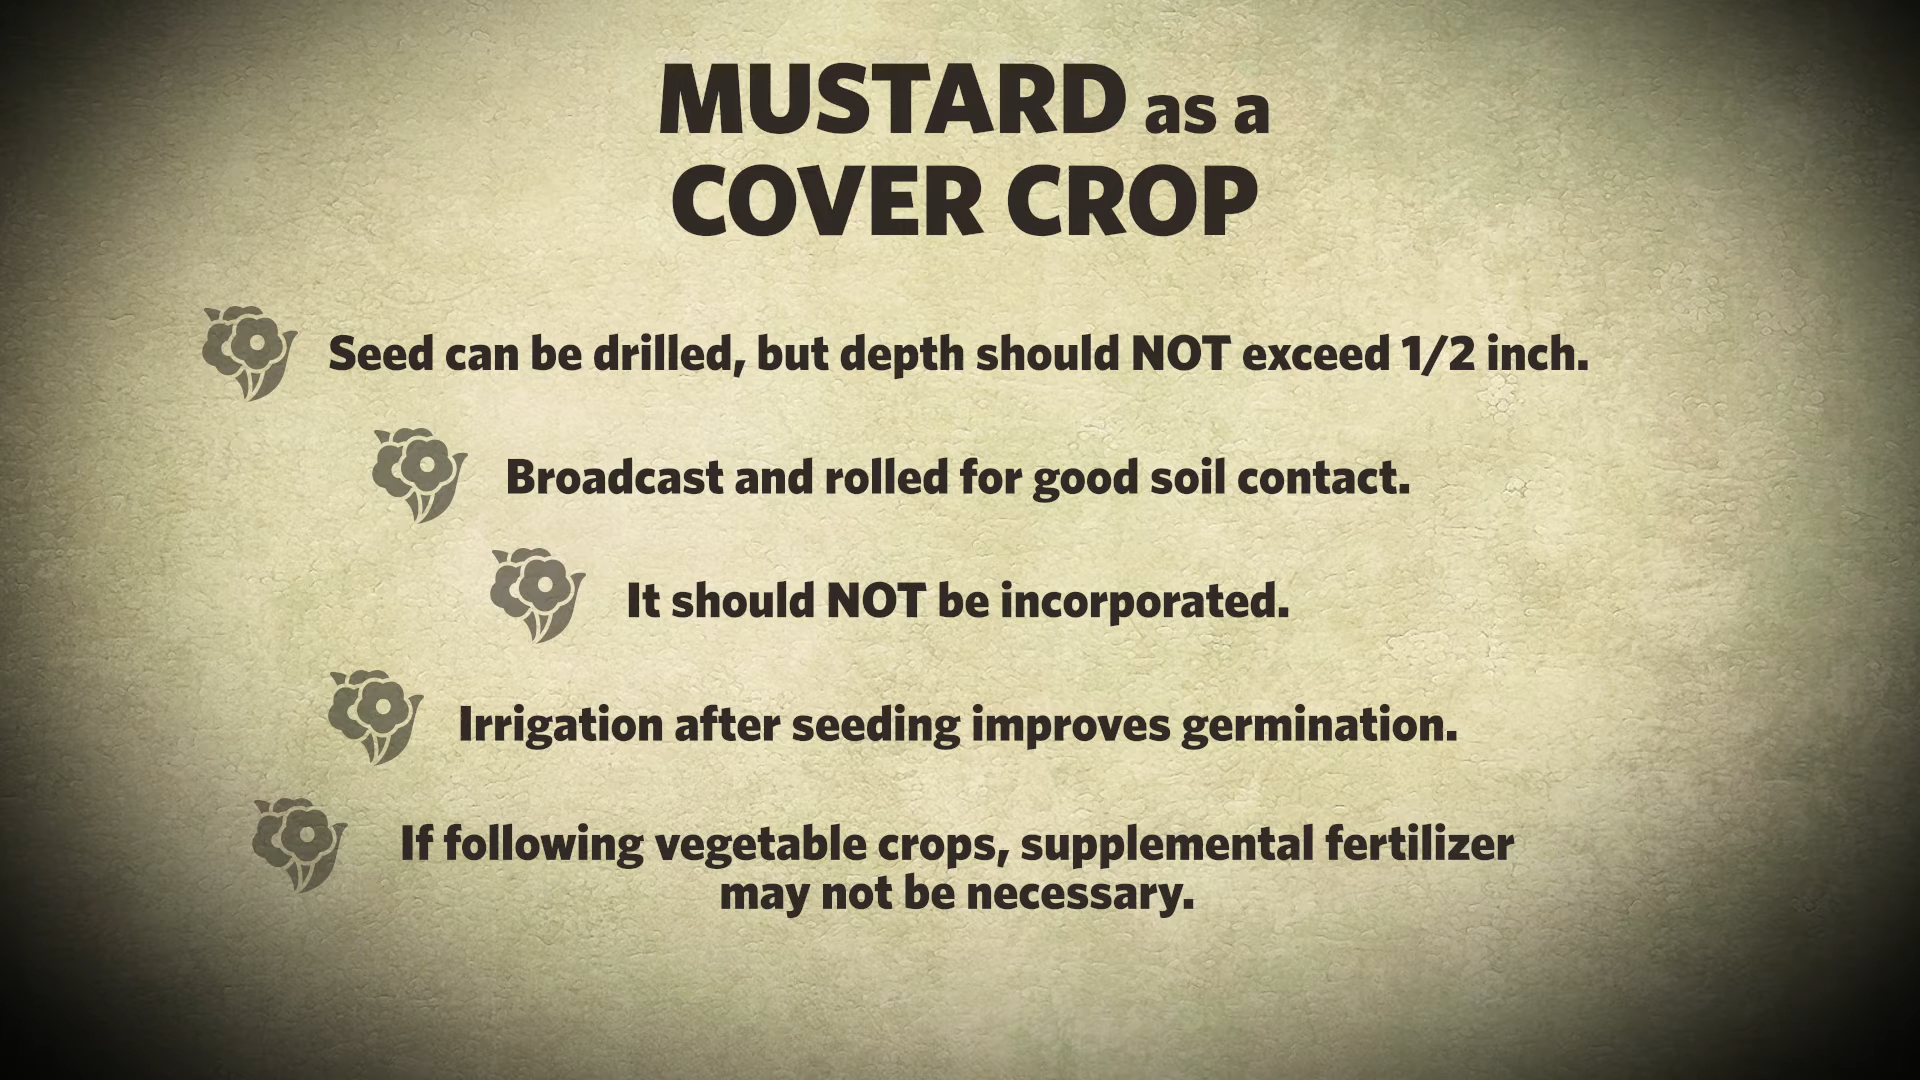 MUSTARD as a
COVER CROP
Seed can be drilled, but depth should NOT exceed 1/2 inch.
Broadcast and rolled for good soil contact.
It should NOT be incorporated.
Irrigation after seeding improves germination.
If following vegetable crops, supplemental fertilizer
may not be necessary.